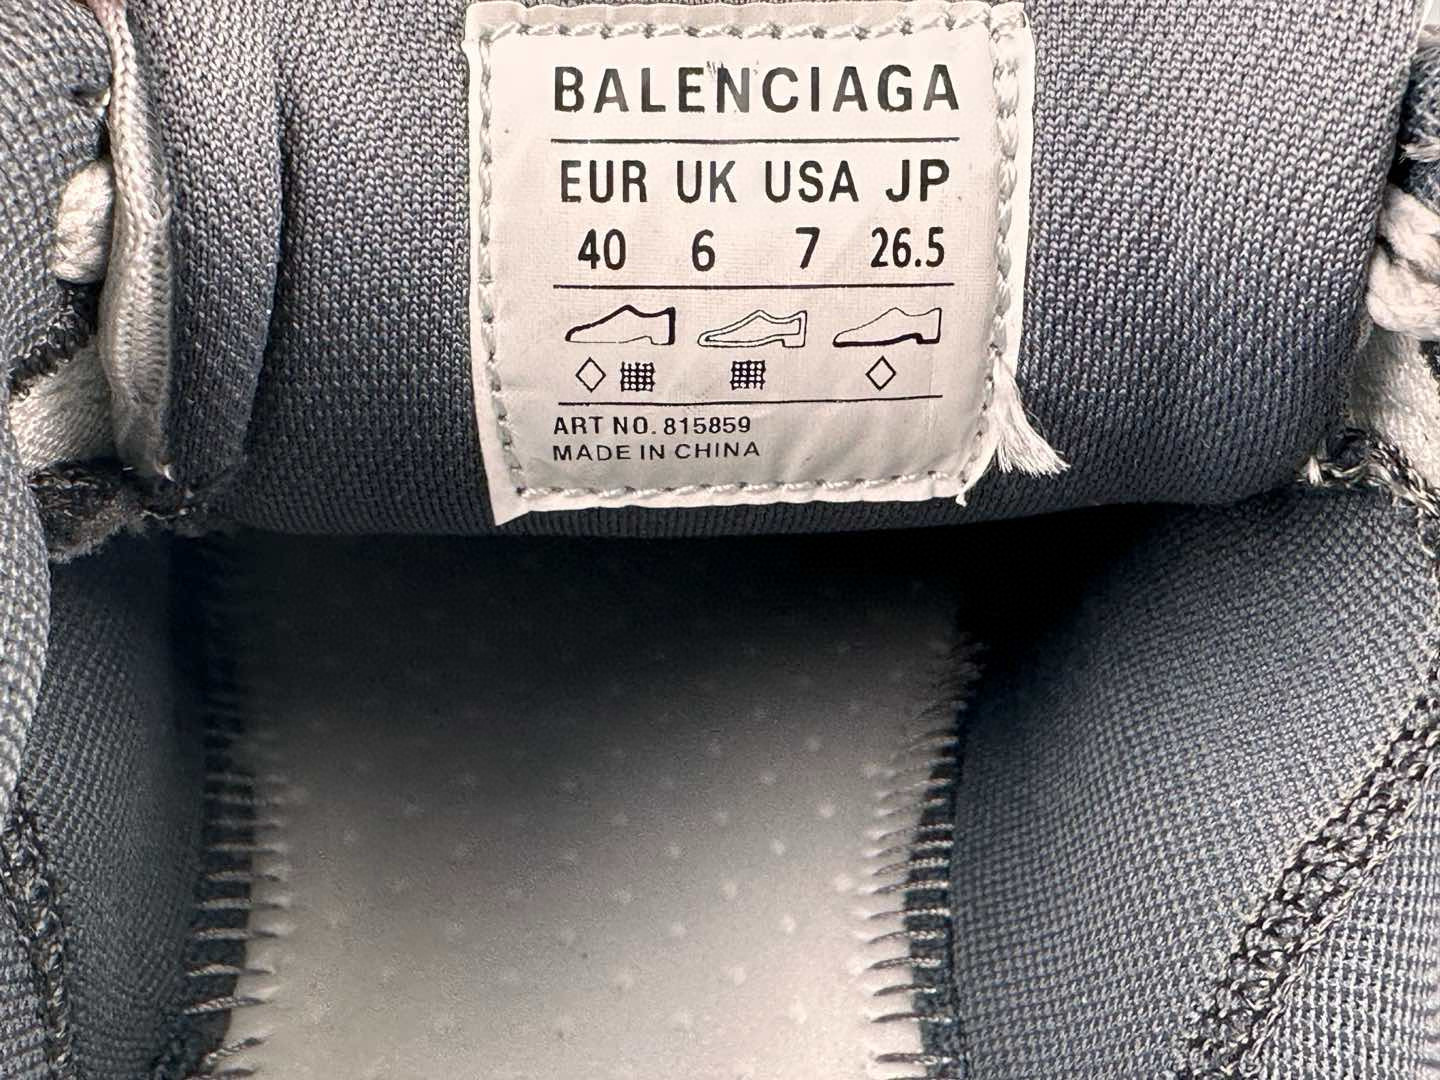 BALENCIAGA
EUR UK USA JP
40 6 7 26.5
ART NO. 815859
MADE IN CHINA